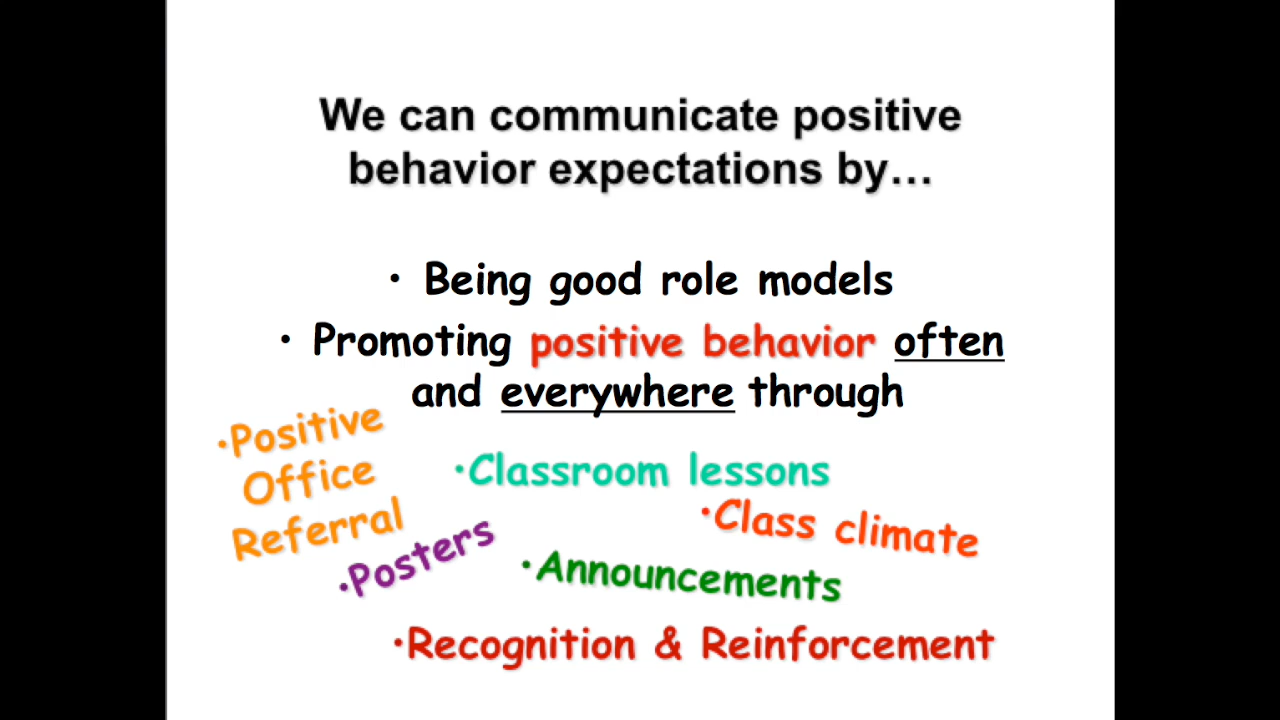 We can communicate positive
behavior expectations by…
• Being good role models
• Promoting positive behavior often
and everywhere through
•Positive
Office
Referral
•Classroom lessons
•Class climate
•Posters
•Announcements
•Recognition & Reinforcement